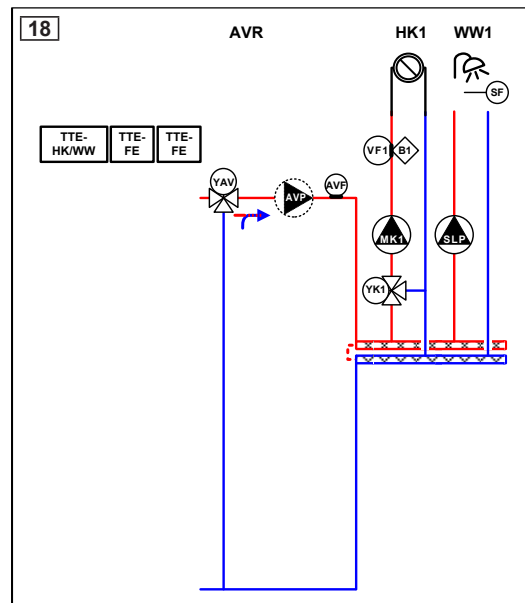 18
AVR
HK1
WW1
SF
TTE-
HK/WW
TTE-
FE
TTE-
FE
VF1
B1
YAV
AVP
AVF
MK1
SLP
YK1